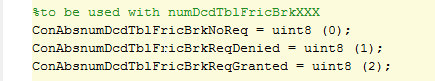 %to be used with numDcdTblFricBrkXXX
ConAbsnumDcdTblFricBrkNoReq = uint8 (0);
ConAbsnumDcdTblFricBrkReqDenied = uint8 (1);
ConAbsnumDcdTblFricBrkReqGranted = uint8 (2);